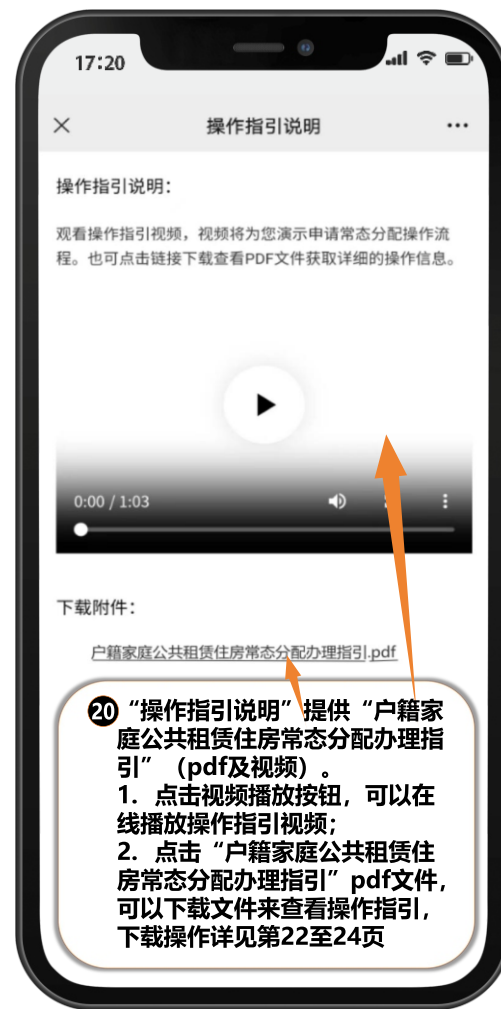 17:20
操作指引说明
操作指引说明：
观看操作指引视频，视频将为您演示申请常态分配操作流
程。也可点击链接下载查看PDF文件获取详细的操作信息。
0:00 / 1:03
下载附件：
户籍家庭公共租赁住房常态分配办理指引.pdf
20 “操作指引说明”提供“户籍家
庭公共租赁住房常态分配办理指
引”（pdf及视频）。
1. 点击视频播放按钮，可以在
线播放操作指引视频；
2. 点击“户籍家庭公共租赁住
房常态分配办理指引”pdf文件，
可以下载文件来查看操作指引，
下载操作详见第22至24页